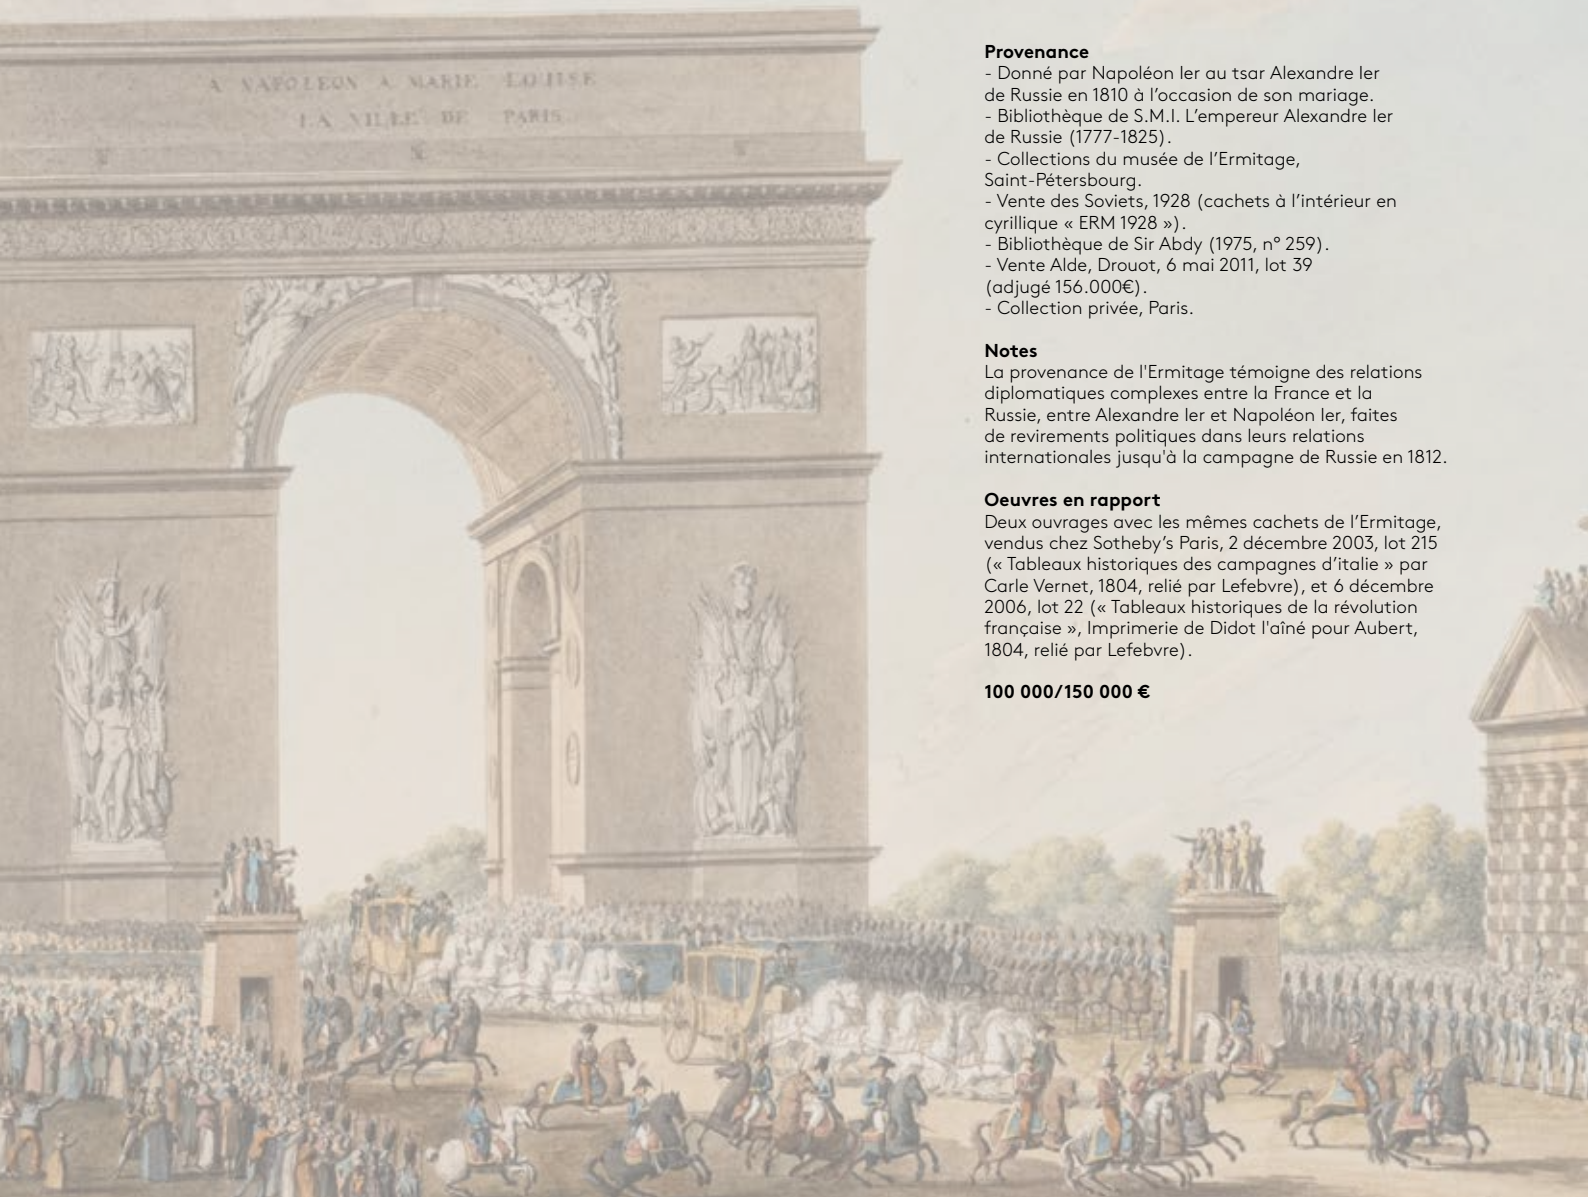 A NAPOLEON A MARIE LOUISE
LA VILLE DE PARIS
Provenance
- Donné par Napoléon Ier au tsar Alexandre Ier
de Russie en 1810 à l’occasion de son mariage.
- Bibliothèque de S.M.I. L’empereur Alexandre Ier
de Russie (1777-1825).
- Collections du musée de l’Ermitage,
Saint-Pétersbourg.
- Vente des Soviets, 1928 (cachets à l’intérieur en
cyrillique « ERM 1928 »).
- Bibliothèque de Sir Abdy (1975, n° 259).
- Vente Alde, Drouot, 6 mai 2011, lot 39
(adjugé 156.000€).
- Collection privée, Paris.
Notes
La provenance de l'Ermitage témoigne des relations
diplomatiques complexes entre la France et la
Russie, entre Alexandre Ier et Napoléon Ier, faites
de revirements politiques dans leurs relations
internationales jusqu'à la campagne de Russie en 1812.
Oeuvres en rapport
Deux ouvrages avec les mêmes cachets de l’Ermitage,
vendus chez Sotheby’s Paris, 2 décembre 2003, lot 215
(« Tableaux historiques des campagnes d’italie » par
Carle Vernet, 1804, relié par Lefebvre), et 6 décembre
2006, lot 22 (« Tableaux historiques de la révolution
française », Imprimerie de Didot l'aîné pour Aubert,
1804, relié par Lefebvre).
100 000/150 000 €